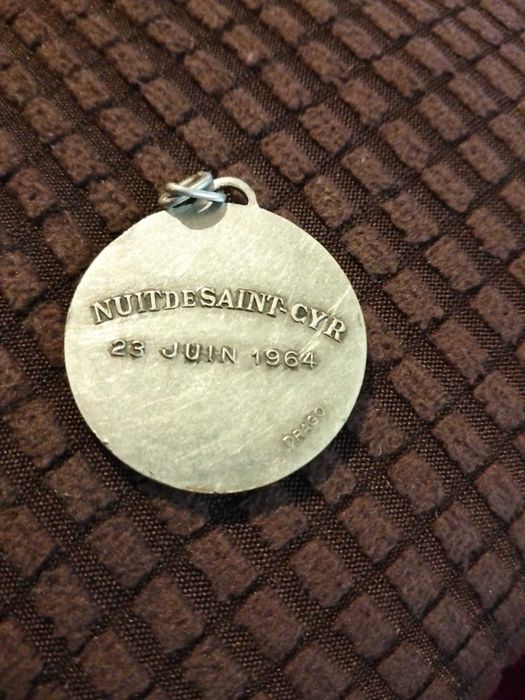 NUIT DE SAINT-CYR
23 JUIN 1964
DRAGO